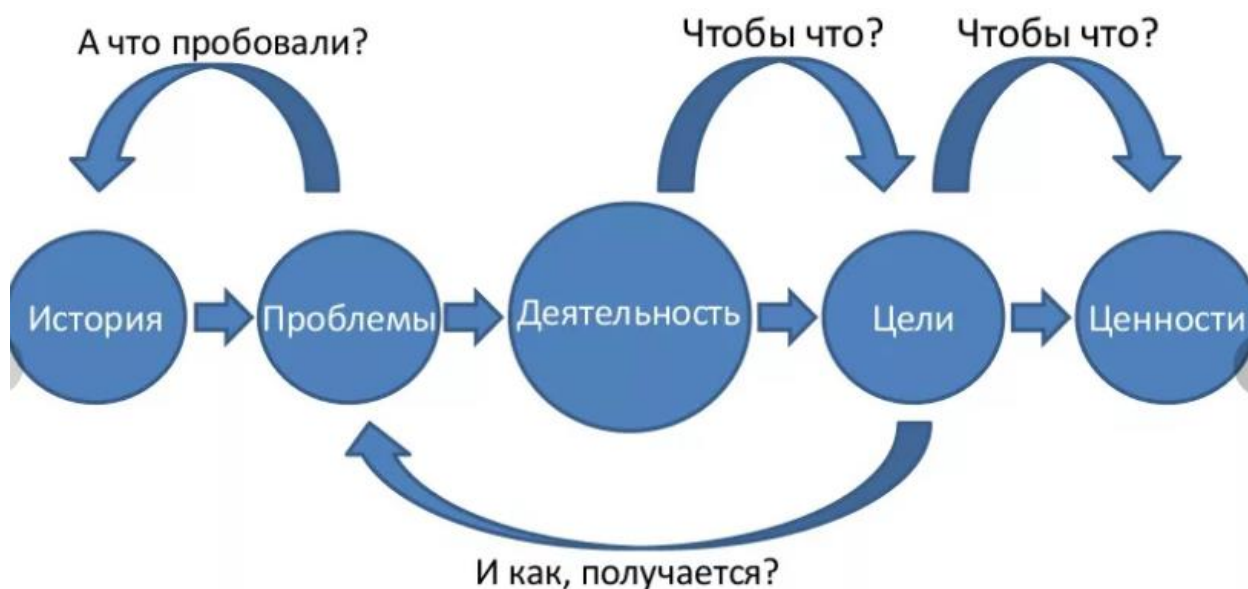 А что пробовали?
Чтобы что?
Чтобы что?
История
Проблемы
Деятельность
Цели
Ценности
И как, получается?